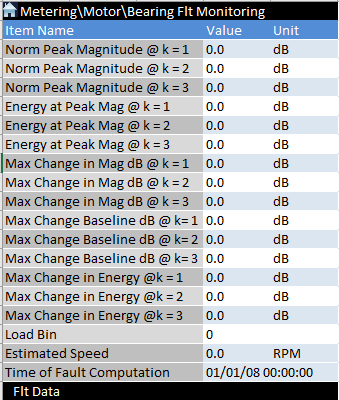 Metering\Motor\Bearing Flt Monitoring
Item Name Value Unit
Norm Peak Magnitude @ k = 1 0.0 dB
Norm Peak Magnitude @ k = 2 0.0 dB
Norm Peak Magnitude @ k = 3 0.0 dB
Energy at Peak Mag @ k = 1 0.0 dB
Energy at Peak Mag @ k = 2 0.0 dB
Energy at Peak Mag @ k = 3 0.0 dB
Max Change in Mag dB @ k = 1 0.0 dB
Max Change in Mag dB @ k = 2 0.0 dB
Max Change in Mag dB @ k = 3 0.0 dB
Max Change Baseline dB @ k= 1 0.0 dB
Max Change Baseline dB @ k= 2 0.0 dB
Max Change Baseline dB @ k= 3 0.0 dB
Max Change in Energy @k = 1 0.0 dB
Max Change in Energy @k = 2 0.0 dB
Max Change in Energy @k = 3 0.0 dB
Load Bin 0
Estimated Speed 0.0 RPM
Time of Fault Computation 01/01/08 00:00:00
Flt Data